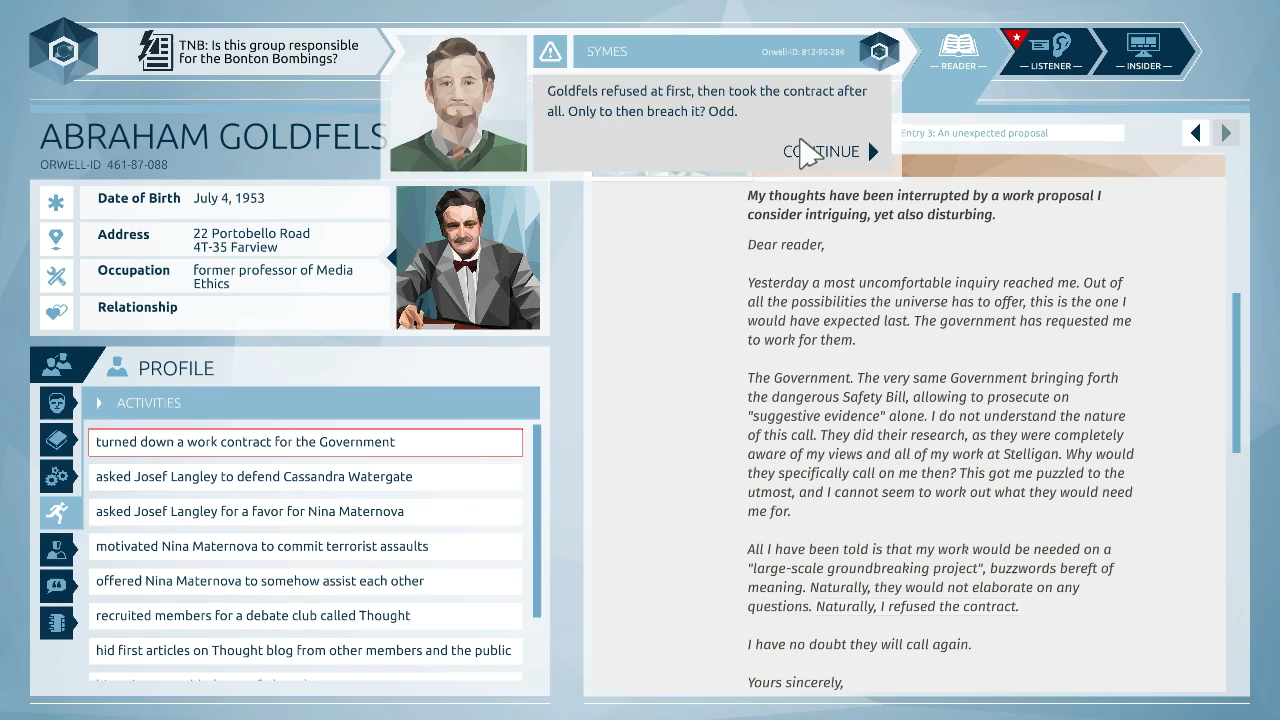 TNB: Is this group responsible
for the Bonton Bombings?
SYMES
Orwell-ID: 812-90-284
Goldfels refused at first, then took the contract after
all. Only to then breach it? Odd.
CONTINUE
— READER —
— LISTENER —
— INSIDER —
ABRAHAM GOLDFELS
ORWELL-ID 461-87-088
Date of Birth July 4, 1953
Address 22 Portobello Road
4T-35 Farview
Occupation former professor of Media
Ethics
Relationship
PROFILE
ACTIVITIES
turned down a work contract for the Government
asked Josef Langley to defend Cassandra Watergate
asked Josef Langley for a favor for Nina Maternova
motivated Nina Maternova to commit terrorist assaults
offered Nina Maternova to somehow assist each other
recruited members for a debate club called Thought
hid first articles on Thought blog from other members and the public
Entry 3: An unexpected proposal
My thoughts have been interrupted by a work proposal I
consider intriguing, yet also disturbing.
Dear reader,
Yesterday a most uncomfortable inquiry reached me. Out of
all the possibilities the universe has to offer, this is the one I
would have expected last. The government has requested me
to work for them.
The Government. The very same Government bringing forth
the dangerous Safety Bill, allowing to prosecute on
"suggestive evidence" alone. I do not understand the nature
of this call. They did their research, as they were completely
aware of my views and all of my work at Stelligan. Why would
they specifically call on me then? This got me puzzled to the
utmost, and I cannot seem to work out what they would need
me for.
All I have been told is that my work would be needed on a
"large-scale groundbreaking project", buzzwords bereft of
meaning. Naturally, they would not elaborate on any
questions. Naturally, I refused the contract.
I have no doubt they will call again.
Yours sincerely,